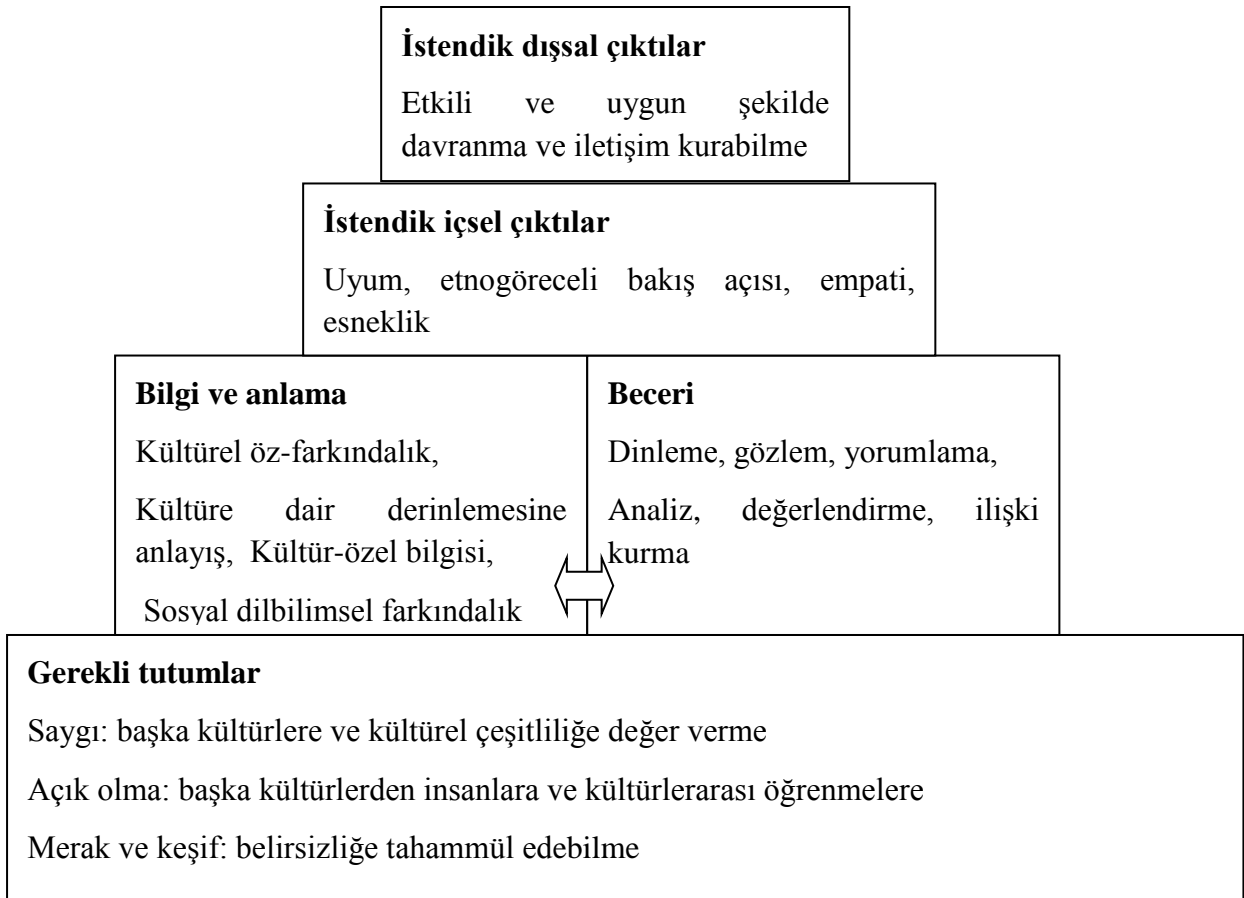 İstendik dışsal çıktılar
Etkili ve uygun şekilde
davranma ve iletişim kurabilme
İstendik içsel çıktılar
Uyum, etnogöreceli bakış açısı, empati,
esneklik
Bilgi ve anlama
Kültürel öz-farkındalık,
Kültüre dair derinlemesine
anlayış, Kültür-özel bilgisi,
Sosyal dilbilimsel farkındalık
Beceri
Dinleme, gözlem, yorumlama,
Analiz, değerlendirme, ilişki
kurma
Gerekli tutumlar
Saygı: başka kültürlere ve kültürel çeşitliliğe değer verme
Açık olma: başka kültürlerden insanlara ve kültürlerarası öğrenmelere
Merak ve keşif: belirsizliğe tahammül edebilme